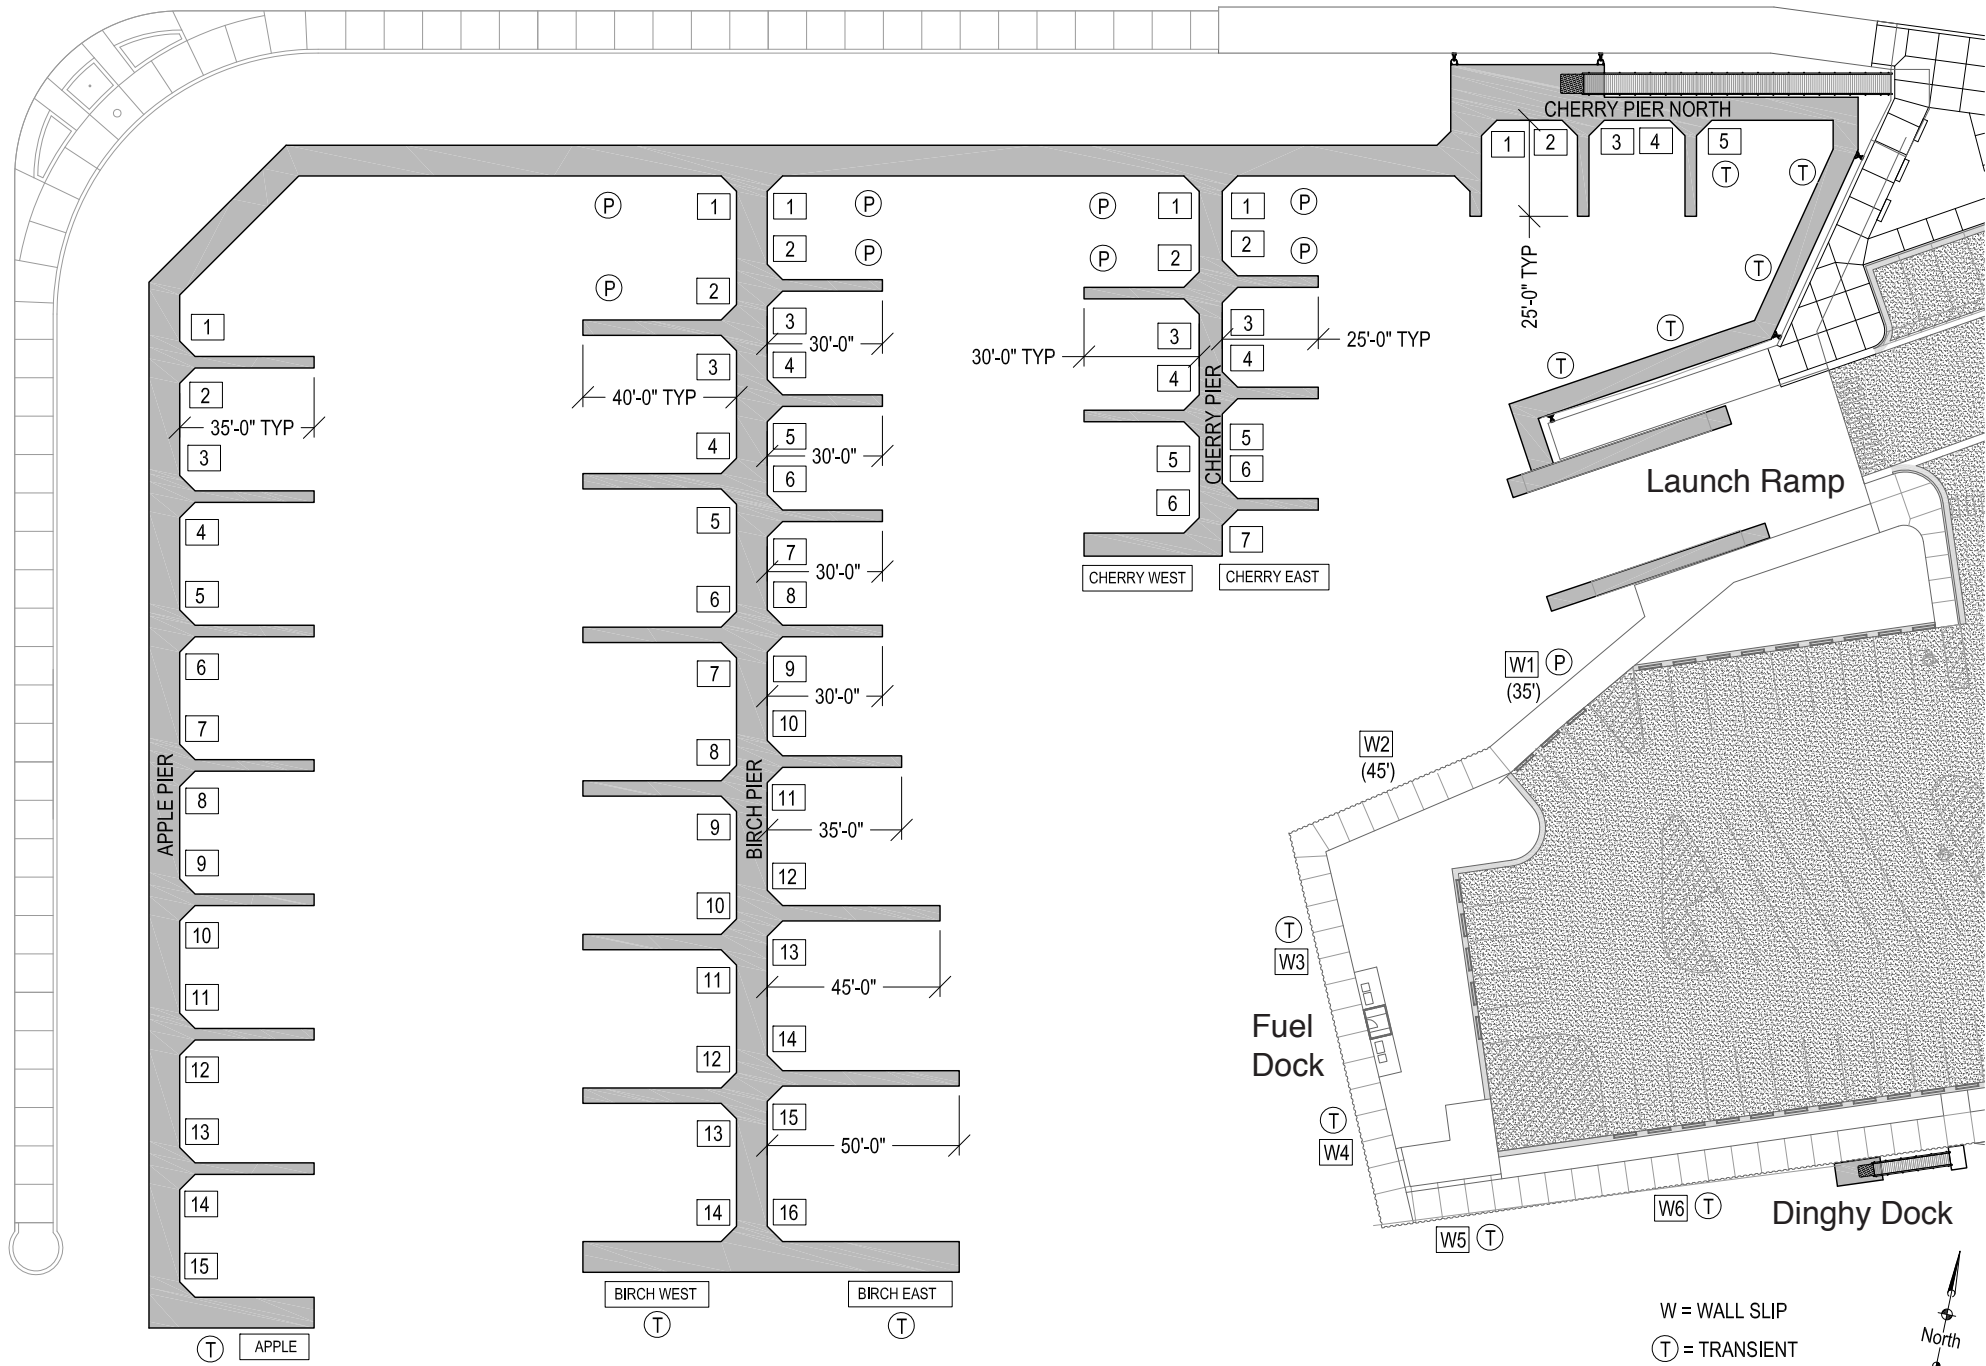 CHERRY PIER NORTH
1
2
3
4
5
T
T
T
T
T
25'-0" TYP
P
1
1
P
2
P
P
2
3
30'-0"
4
3
40'-0" TYP
4
5
30'-0"
6
5
7
30'-0"
8
6
7
9
30'-0"
10
8
11
9
35'-0"
12
10
13
11
45'-0"
14
12
15
13
50'-0"
14
16
BIRCH PIER
BIRCH WEST
T
BIRCH EAST
T
P
1
1
P
P
2
2
P
3
3
30'-0" TYP
25'-0" TYP
4
4
5
5
6
6
7
CHERRY PIER
CHERRY WEST
CHERRY EAST
1
2
35'-0" TYP
3
4
5
6
7
8
9
10
11
12
13
14
15
APPLE PIER
T
APPLE
Launch Ramp
W1
P
(35')
W2
(45')
T
W3
Fuel
Dock
T
W4
W5
T
W6
T
Dinghy Dock
W = WALL SLIP
T = TRANSIENT
North